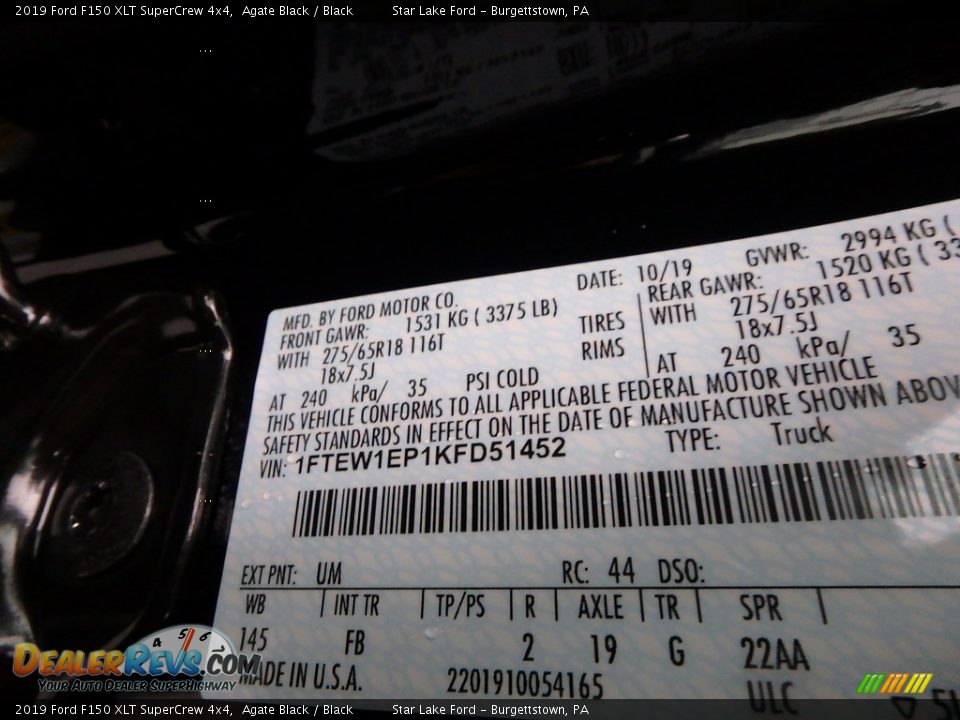 2019 Ford F150 XLT SuperCrew 4x4, Agate Black / Black Star Lake Ford - Burgettstown, PA
MFD. BY FORD MOTOR CO. DATE: 10/19 GVWR: 2994 KG (
FRONT GAWR: 1531 KG ( 3375 LB) REAR GAWR: 1520 KG ( 33
WITH 275/65R18 116T TIRES WITH 275/65R18 116T
18x7.5J RIMS 18x7.5J
AT 240 kPa/ 35 PSI COLD AT 240 kPa/ 35
THIS VEHICLE CONFORMS TO ALL APPLICABLE FEDERAL MOTOR VEHICLE
SAFETY STANDARDS IN EFFECT ON THE DATE OF MANUFACTURE SHOWN ABOV
VIN: 1FTEW1EP1KFD51452 TYPE: Truck
EXT PNT: UM RC: 44 DSO:
WB INT TR TP/PS R AXLE TR SPR
145 FB 2 19 G 22AA
MADE IN U.S.A. 2201910054165 ULC
4 5 6
DEALERREVS.COM
YOUR AUTO DEALER SUPERHIGHWAY
2019 Ford F150 XLT SuperCrew 4x4, Agate Black / Black Star Lake Ford - Burgettstown, PA